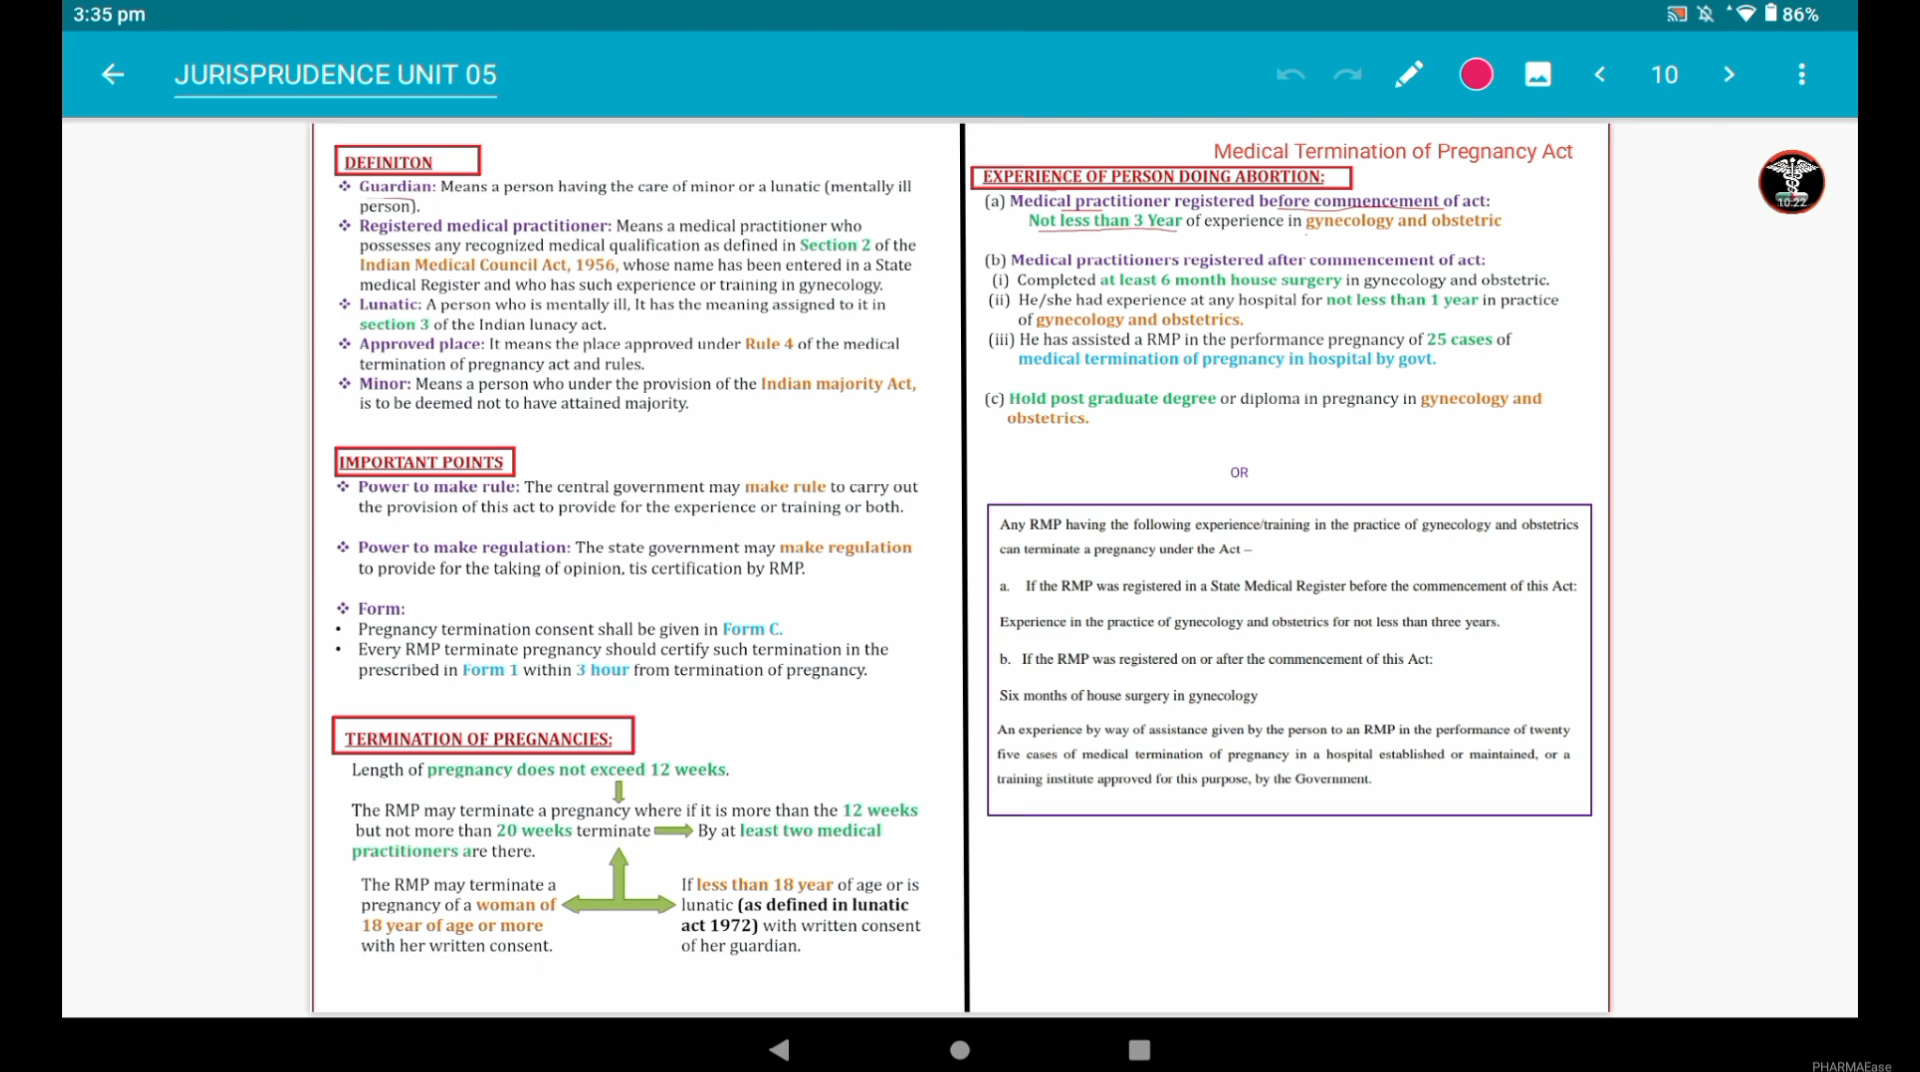 3:35 pm
86%
JURISPRUDENCE UNIT 05
10
DEFINITON
❖ Guardian: Means a person having the care of minor or a lunatic (mentally ill
person).
❖ Registered medical practitioner: Means a medical practitioner who
possesses any recognized medical qualification as defined in Section 2 of the
Indian Medical Council Act, 1956, whose name has been entered in a State
medical Register and who has such experience or training in gynecology.
❖ Lunatic: A person who is mentally ill, It has the meaning assigned to it in
section 3 of the Indian lunacy act.
❖ Approved place: It means the place approved under Rule 4 of the medical
termination of pregnancy act and rules.
❖ Minor: Means a person who under the provision of the Indian majority Act,
is to be deemed not to have attained majority.
IMPORTANT POINTS
❖ Power to make rule: The central government may make rule to carry out
the provision of this act to provide for the experience or training or both.
❖ Power to make regulation: The state government may make regulation
to provide for the taking of opinion, tis certification by RMP.
❖ Form:
• Pregnancy termination consent shall be given in Form C.
• Every RMP terminate pregnancy should certify such termination in the
prescribed in Form 1 within 3 hour from termination of pregnancy.
TERMINATION OF PREGNANCIES:
Length of pregnancy does not exceed 12 weeks.
The RMP may terminate a pregnancy where if it is more than the 12 weeks
but not more than 20 weeks terminate By at least two medical
practitioners are there.
The RMP may terminate a
pregnancy of a woman of
18 year of age or more
with her written consent.
If less than 18 year of age or is
lunatic (as defined in lunatic
act 1972) with written consent
of her guardian.
Medical Termination of Pregnancy Act
EXPERIENCE OF PERSON DOING ABORTION:
(a) Medical practitioner registered before commencement of act:
Not less than 3 Year of experience in gynecology and obstetric
(b) Medical practitioners registered after commencement of act:
(i) Completed at least 6 month house surgery in gynecology and obstetric.
(ii) He/she had experience at any hospital for not less than 1 year in practice
of gynecology and obstetrics.
(iii) He has assisted a RMP in the performance pregnancy of 25 cases of
medical termination of pregnancy in hospital by govt.
(c) Hold post graduate degree or diploma in pregnancy in gynecology and
obstetrics.
OR
Any RMP having the following experience/training in the practice of gynecology and obstetrics
can terminate a pregnancy under the Act –
a. If the RMP was registered in a State Medical Register before the commencement of this Act:
Experience in the practice of gynecology and obstetrics for not less than three years.
b. If the RMP was registered on or after the commencement of this Act:
Six months of house surgery in gynecology
An experience by way of assistance given by the person to an RMP in the performance of twenty
five cases of medical termination of pregnancy in a hospital established or maintained, or a
training institute approved for this purpose, by the Government.
10:22
PHARMAEase